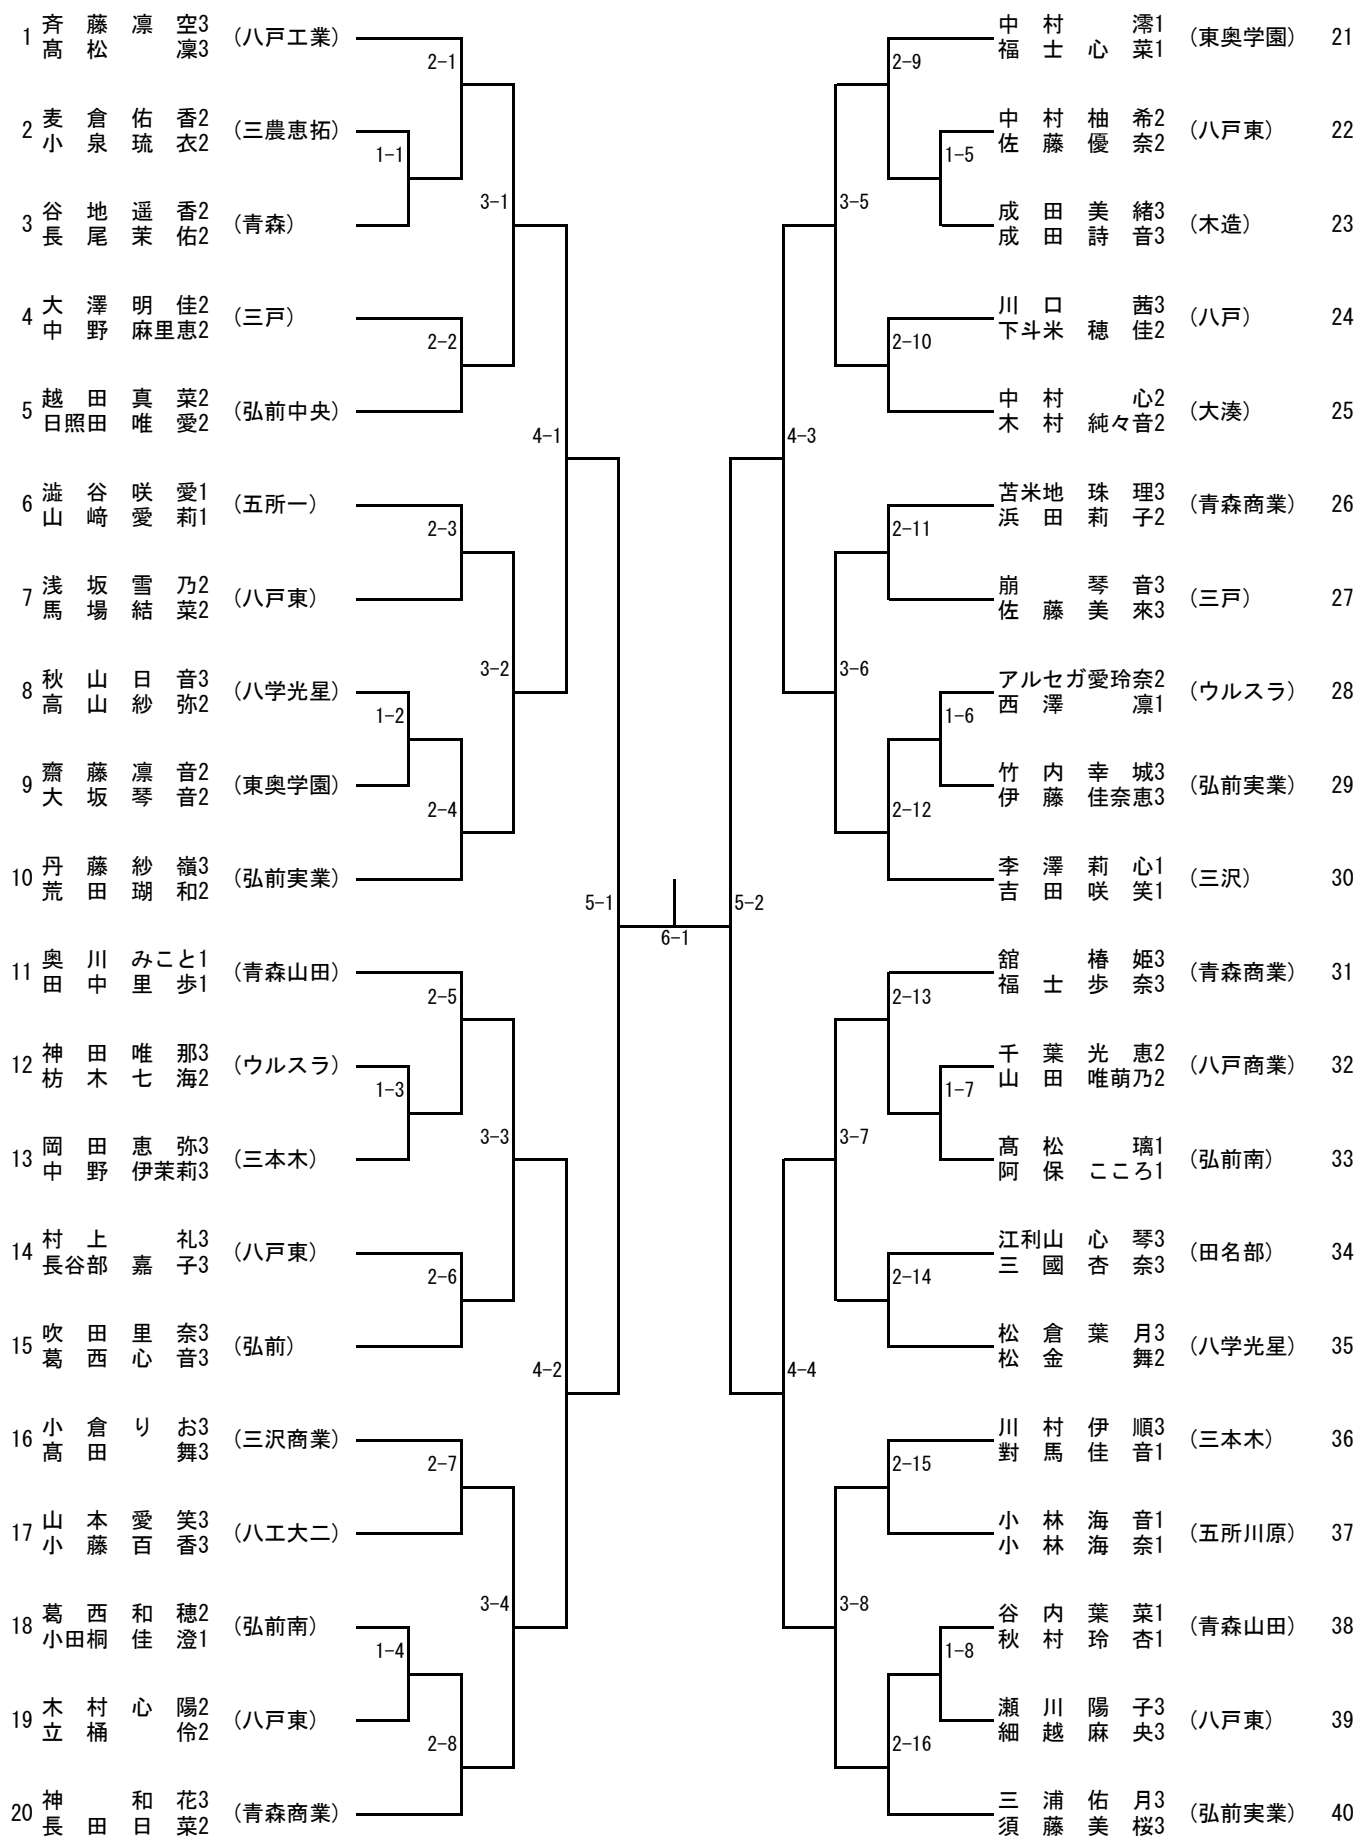 1 斉藤凛空3 (八戸工業)
髙松凜3
2 麦倉佑香2 (三農恵拓)
小泉琉衣2
3 谷地遥香2 (青森)
長尾茉佑2
4 大澤明佳2 (三戸)
中野麻里恵2
5 越田真菜2 (弘前中央)
日照田唯愛2
6 澁谷咲愛1 (五所一)
山﨑愛莉1
7 浅坂雪乃2 (八戸東)
馬場結菜2
8 秋山日音3 (八学光星)
高山紗弥2
9 齋藤凛音2 (東奥学園)
大坂琴音2
10 丹藤紗嶺3 (弘前実業)
荒田瑚和2
11 奥川みこと1 (青森山田)
田中里歩1
12 神田唯那3 (ウルスラ)
枋木七海2
13 岡田恵弥3 (三本木)
中野伊茉莉3
14 村上礼3 (八戸東)
長谷部嘉子3
15 吹田里奈3 (弘前)
葛西心音3
16 小倉りお3 (三沢商業)
髙田舞3
17 山本愛笑3 (八工大二)
小藤百香3
18 葛西和穂2 (弘前南)
小田桐佳澄1
19 木村心陽2 (八戸東)
立桶伶2
20 神和花3 (青森商業)
長田日菜2
1-1
1-2
1-3
1-4
2-1
2-2
2-3
2-4
2-5
2-6
2-7
2-8
3-1
3-2
3-3
3-4
4-1
4-2
5-1
6-1
5-2
4-3
4-4
3-5
3-6
3-7
3-8
2-9
2-10
2-11
2-12
2-13
2-14
2-15
2-16
1-5
1-6
1-7
1-8
中村澪1 (東奥学園) 21
福士心菜1
中村柚希2 (八戸東) 22
佐藤優奈2
成田美緒3 (木造) 23
成田詩音3
川口茜3 (八戸) 24
下斗米穂佳2
中村心2 (大湊) 25
木村純々音2
苫米地珠理3 (青森商業) 26
浜田莉子2
崩琴音3 (三戸) 27
佐藤美來3
アルセガ愛玲奈2 (ウルスラ) 28
西澤凛1
竹内幸城3 (弘前実業) 29
伊藤佳奈恵3
李澤莉心1 (三沢) 30
吉田咲笑1
舘椿姫3 (青森商業) 31
福士歩奈3
千葉光恵2 (八戸商業) 32
山田唯萌乃2
髙松璃1 (弘前南) 33
阿保こころ1
江利山心琴3 (田名部) 34
三國杏奈3
松倉葉月3 (八学光星) 35
松金舞2
川村伊順3 (三本木) 36
對馬佳音1
小林海音1 (五所川原) 37
小林海奈1
谷内葉菜1 (青森山田) 38
秋村玲杏1
瀬川陽子3 (八戸東) 39
細越麻央3
三浦佑月3 (弘前実業) 40
須藤美桜3